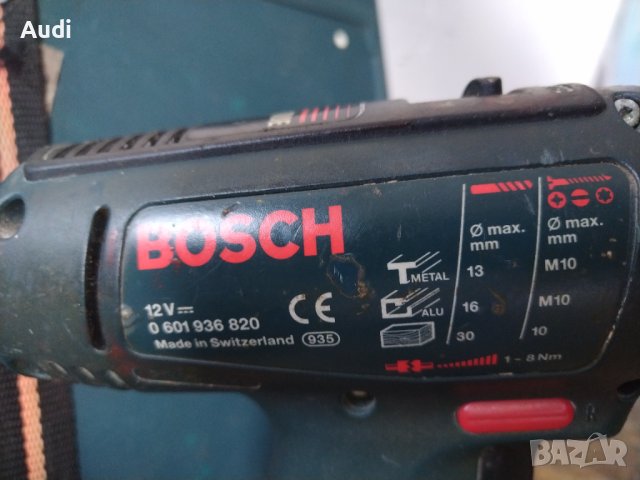 Audi
BOSCH
12V
0 601 936 820
Made in Switzerland 935
CE
Ø max. mm
Ø max. mm
METAL 13 M10
ALU 16 M10
30 10
1 - 8 Nm
BAZAR